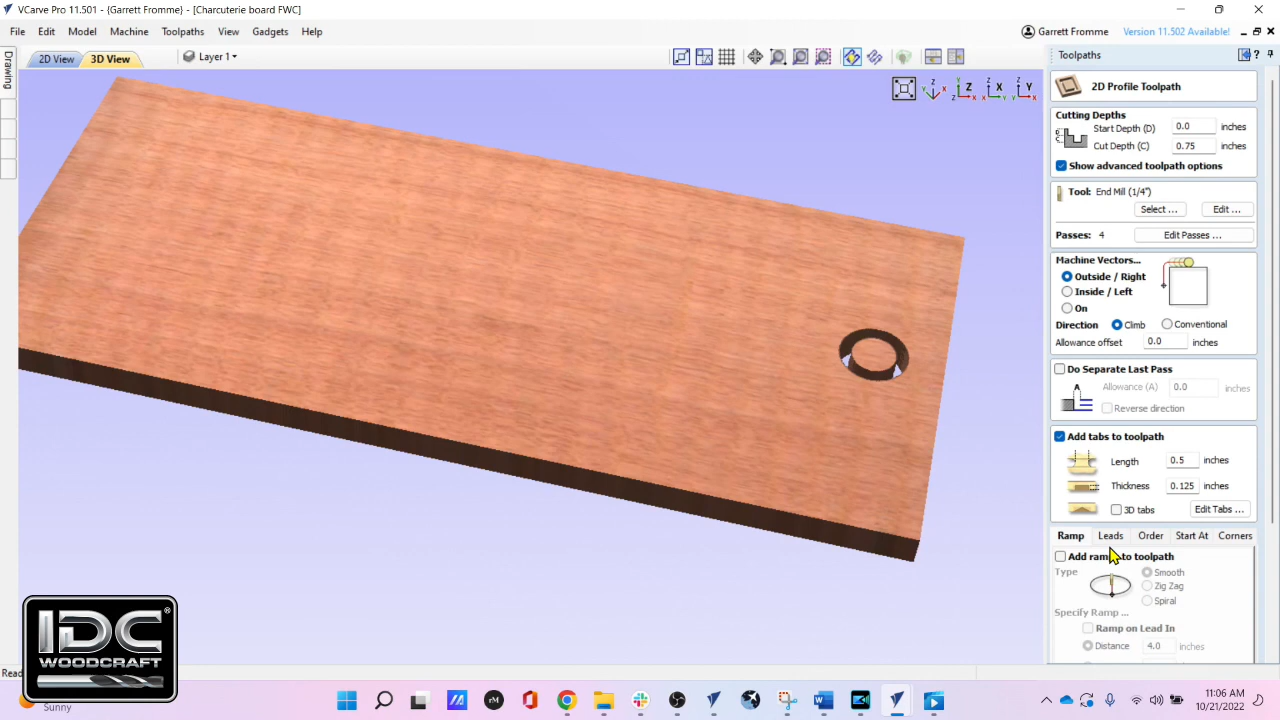 VCarve Pro 11.501 - {Garrett Fromme} - [Charcuterie board FWC]
File Edit Model Machine Toolpaths View Gadgets Help
Garrett Fromme Version 11.502 Available!
Drawing
2D View 3D View Layer 1
Toolpaths
2D Profile Toolpath
Cutting Depths
Start Depth (D) 0.0 inches
Cut Depth (C) 0.75 inches
Show advanced toolpath options
Tool: End Mill (1/4")
Select ... Edit ...
Passes: 4 Edit Passes ...
Machine Vectors...
Outside / Right
Inside / Left
On
Direction Climb Conventional
Allowance offset 0.0 inches
Do Separate Last Pass
Allowance (A) 0.0 inches
Reverse direction
Add tabs to toolpath
Length 0.5 inches
Thickness 0.125 inches
3D tabs Edit Tabs ...
Ramp Leads Order Start At Corners
Type Smooth
Zig Zag
Spiral
Specify Ramp ...
Ramp on Lead In
Distance 4.0 inches
IDC
WOODCRAFT
Sunny
11:06 AM
10/21/2022